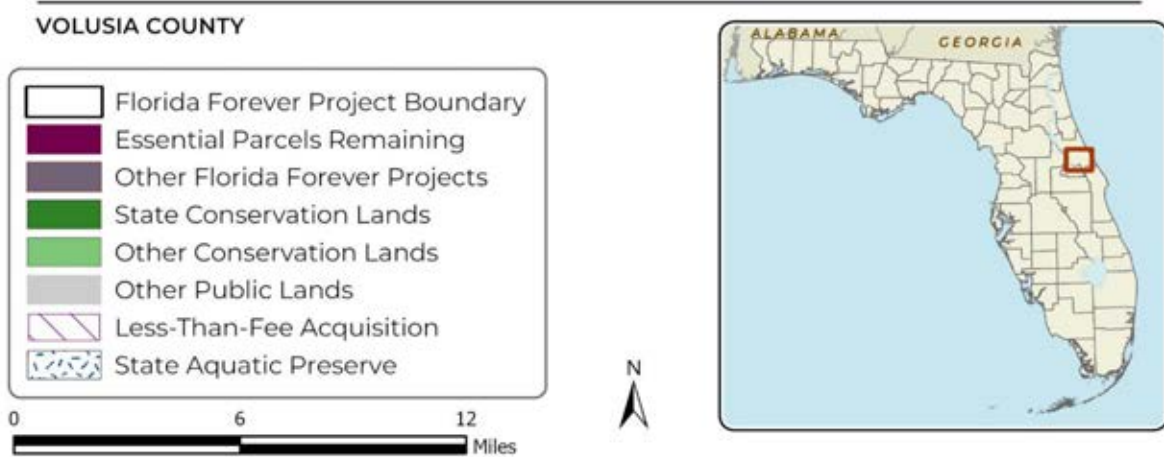 VOLUSIA COUNTY
Florida Forever Project Boundary
Essential Parcels Remaining
Other Florida Forever Projects
State Conservation Lands
Other Conservation Lands
Other Public Lands
Less-Than-Fee Acquisition
State Aquatic Preserve
0 6 12
Miles
N
ALABAMA
GEORGIA